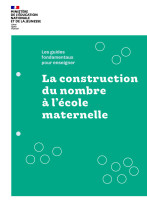 MINISTÈRE
DE L'ÉDUCATION
NATIONALE
ET DE LA JEUNESSE
Les guides
fondamentaux
pour enseigner
La construction
du nombre
à l'école
maternelle